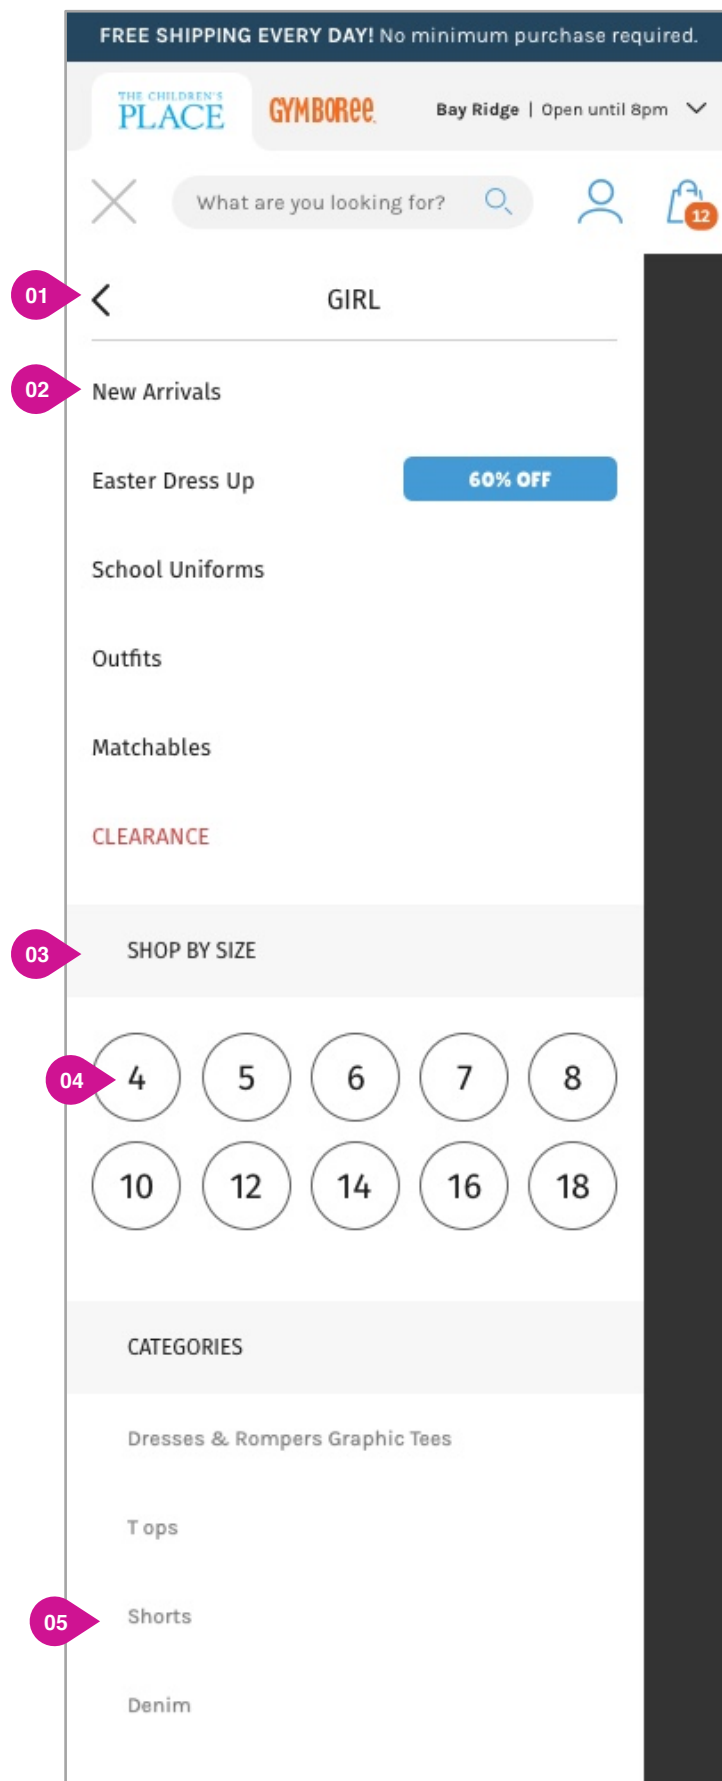 FREE SHIPPING EVERY DAY! No minimum purchase required.
THE CHILDREN'S
PLACE
GYMBOREE
Bay Ridge | Open until 8pm
What are you looking for?
12
01
GIRL
02
New Arrivals
Easter Dress Up
60% OFF
School Uniforms
Outfits
Matchables
CLEARANCE
03
SHOP BY SIZE
04
4 5 6 7 8
10 12 14 16 18
CATEGORIES
Dresses & Rompers Graphic Tees
T ops
05
Shorts
Denim